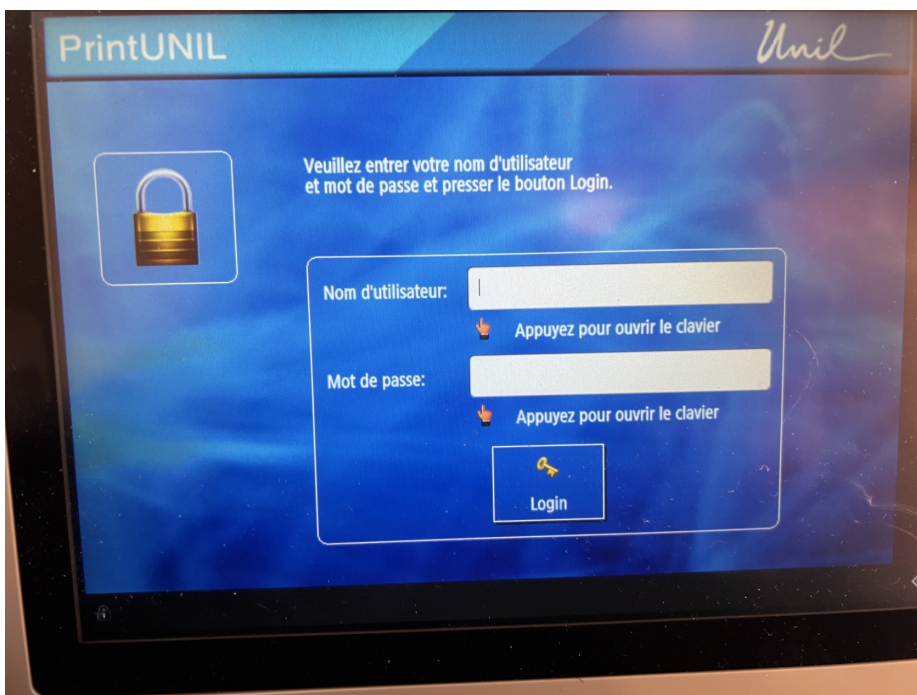 PrintUNIL
Unil
Veuillez entrer votre nom d'utilisateur
et mot de passe et presser le bouton Login.
Nom d'utilisateur:
Appuyez pour ouvrir le clavier
Mot de passe:
Appuyez pour ouvrir le clavier
Login